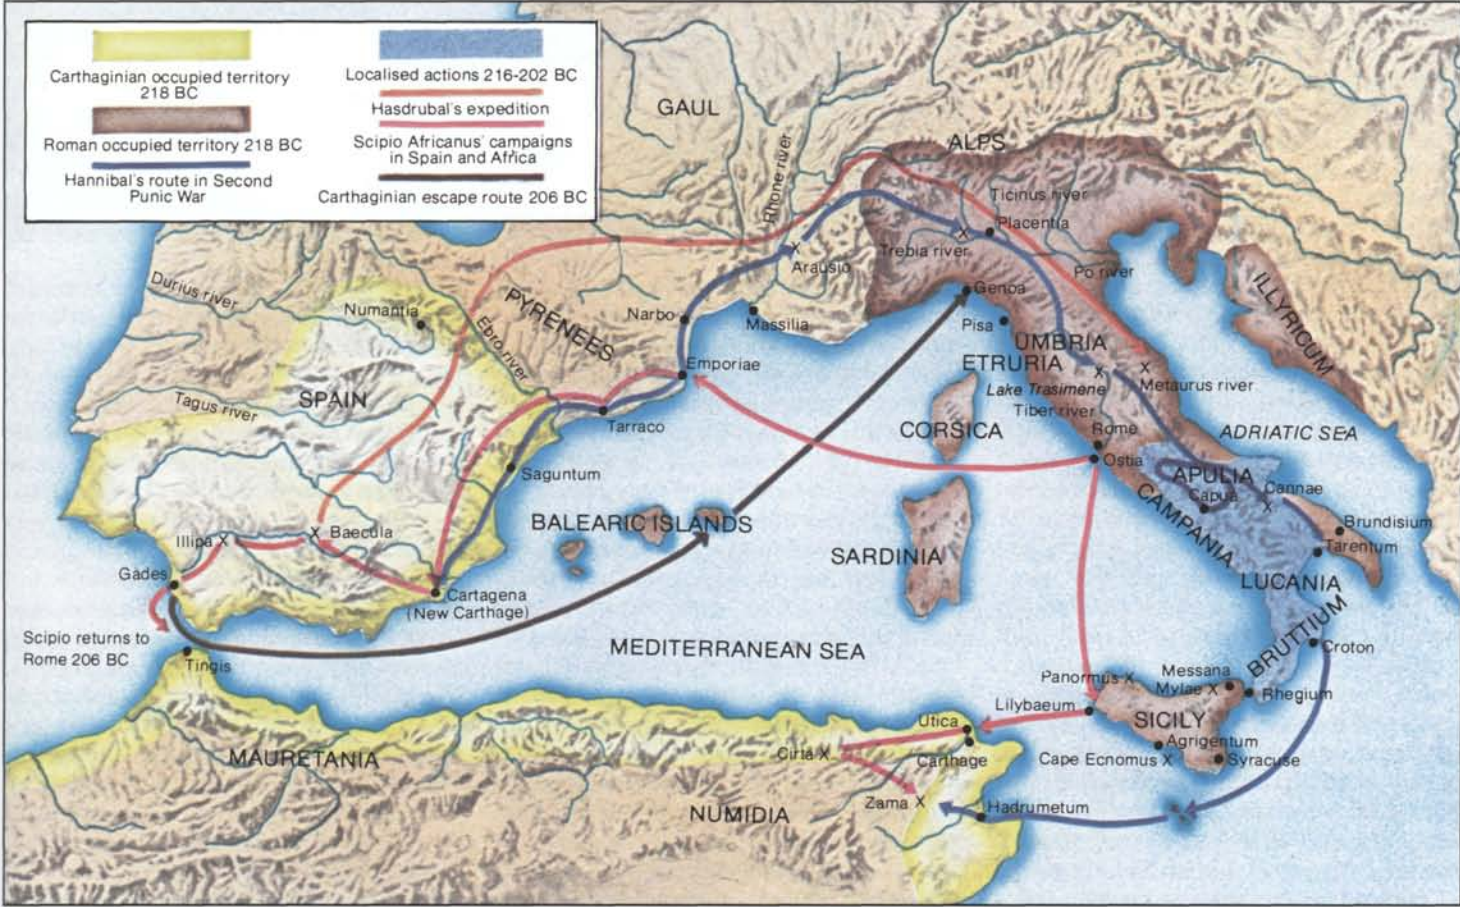 Carthaginian occupied territory
218 BC
Roman occupied territory 218 BC
Hannibal's route in Second
Punic War
Localised actions 216-202 BC
Hasdrubal's expedition
Scipio Africanus' campaigns
in Spain and Africa
Carthaginian escape route 206 BC
GAUL
ALPS
Rhone river
Ticinus river
Placentia
Trebia river
Arausio
Po river
Durius river
Numantia
PYRENEES
Ebro river
Narbo
Massilia
Genoa
Pisa
ILLYRICUM
UMBRIA
ETRURIA
Emporiae
Lake Trasimene
Metaurus river
SPAIN
Tagus river
Tarraco
Tiber river
CORSICA
Rome
Ostia
ADRIATIC SEA
Saguntum
APULIA
Capua
Cannae
CAMPANIA
BALEARIC ISLANDS
Brundisium
Illipa X
X Baecula
Tarentum
SARDINIA
Gades
LUCANIA
Cartagena
(New Carthage)
BRUTTIUM
Scipio returns to
Rome 206 BC
Tingis
MEDITERRANEAN SEA
Croton
Panormus X
Messana
Mylae X
Rhegium
Lilybaeum
SICILY
Utica
Agrigentum
MAURETANIA
Cirta X
Carthage
Cape Ecnomus X
Syracuse
NUMIDIA
Zama X
Hadrumetum